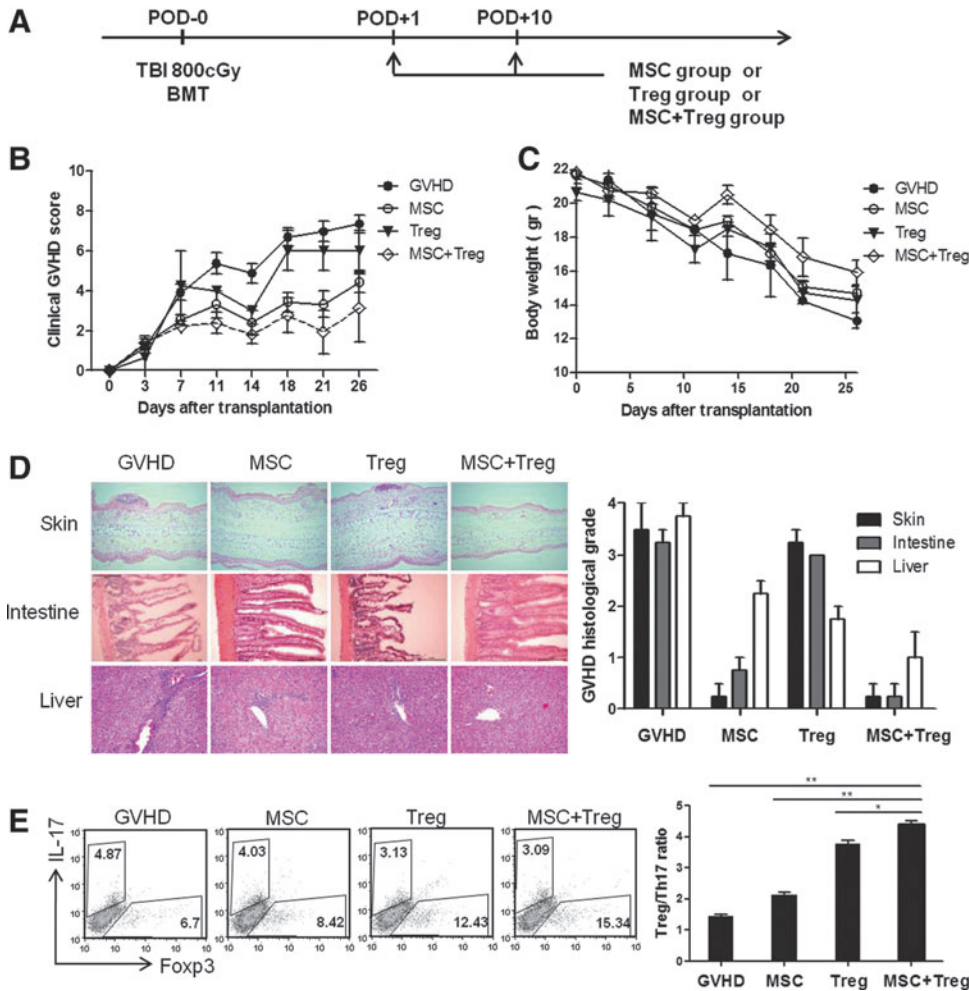 A
POD-0 POD+1 POD+10
TBI 800cGy
BMT
MSC group or
Treg group or
MSC+Treg group
B
Clinical GVHD score
10
8
6
4
2
0
0 3 7 11 14 18 21 26
Days after transplantation
GVHD
MSC
Treg
MSC+Treg
C
Body weight ( gr )
22
20
18
16
14
12
0 5 10 15 20 25
Days after transplantation
GVHD
MSC
Treg
MSC+Treg
D
GVHD MSC Treg MSC+Treg
Skin
Intestine
Liver
GVHD histological grade
4
3
2
1
0
GVHD MSC Treg MSC+Treg
Skin
Intestine
Liver
E
GVHD MSC Treg MSC+Treg
IL-17
4.87 4.03 3.13 3.09
6.7 8.42 12.43 15.34
Foxp3
Treg/Th17 ratio
5
4
3
2
1
0
**
**
*
GVHD MSC Treg MSC+Treg